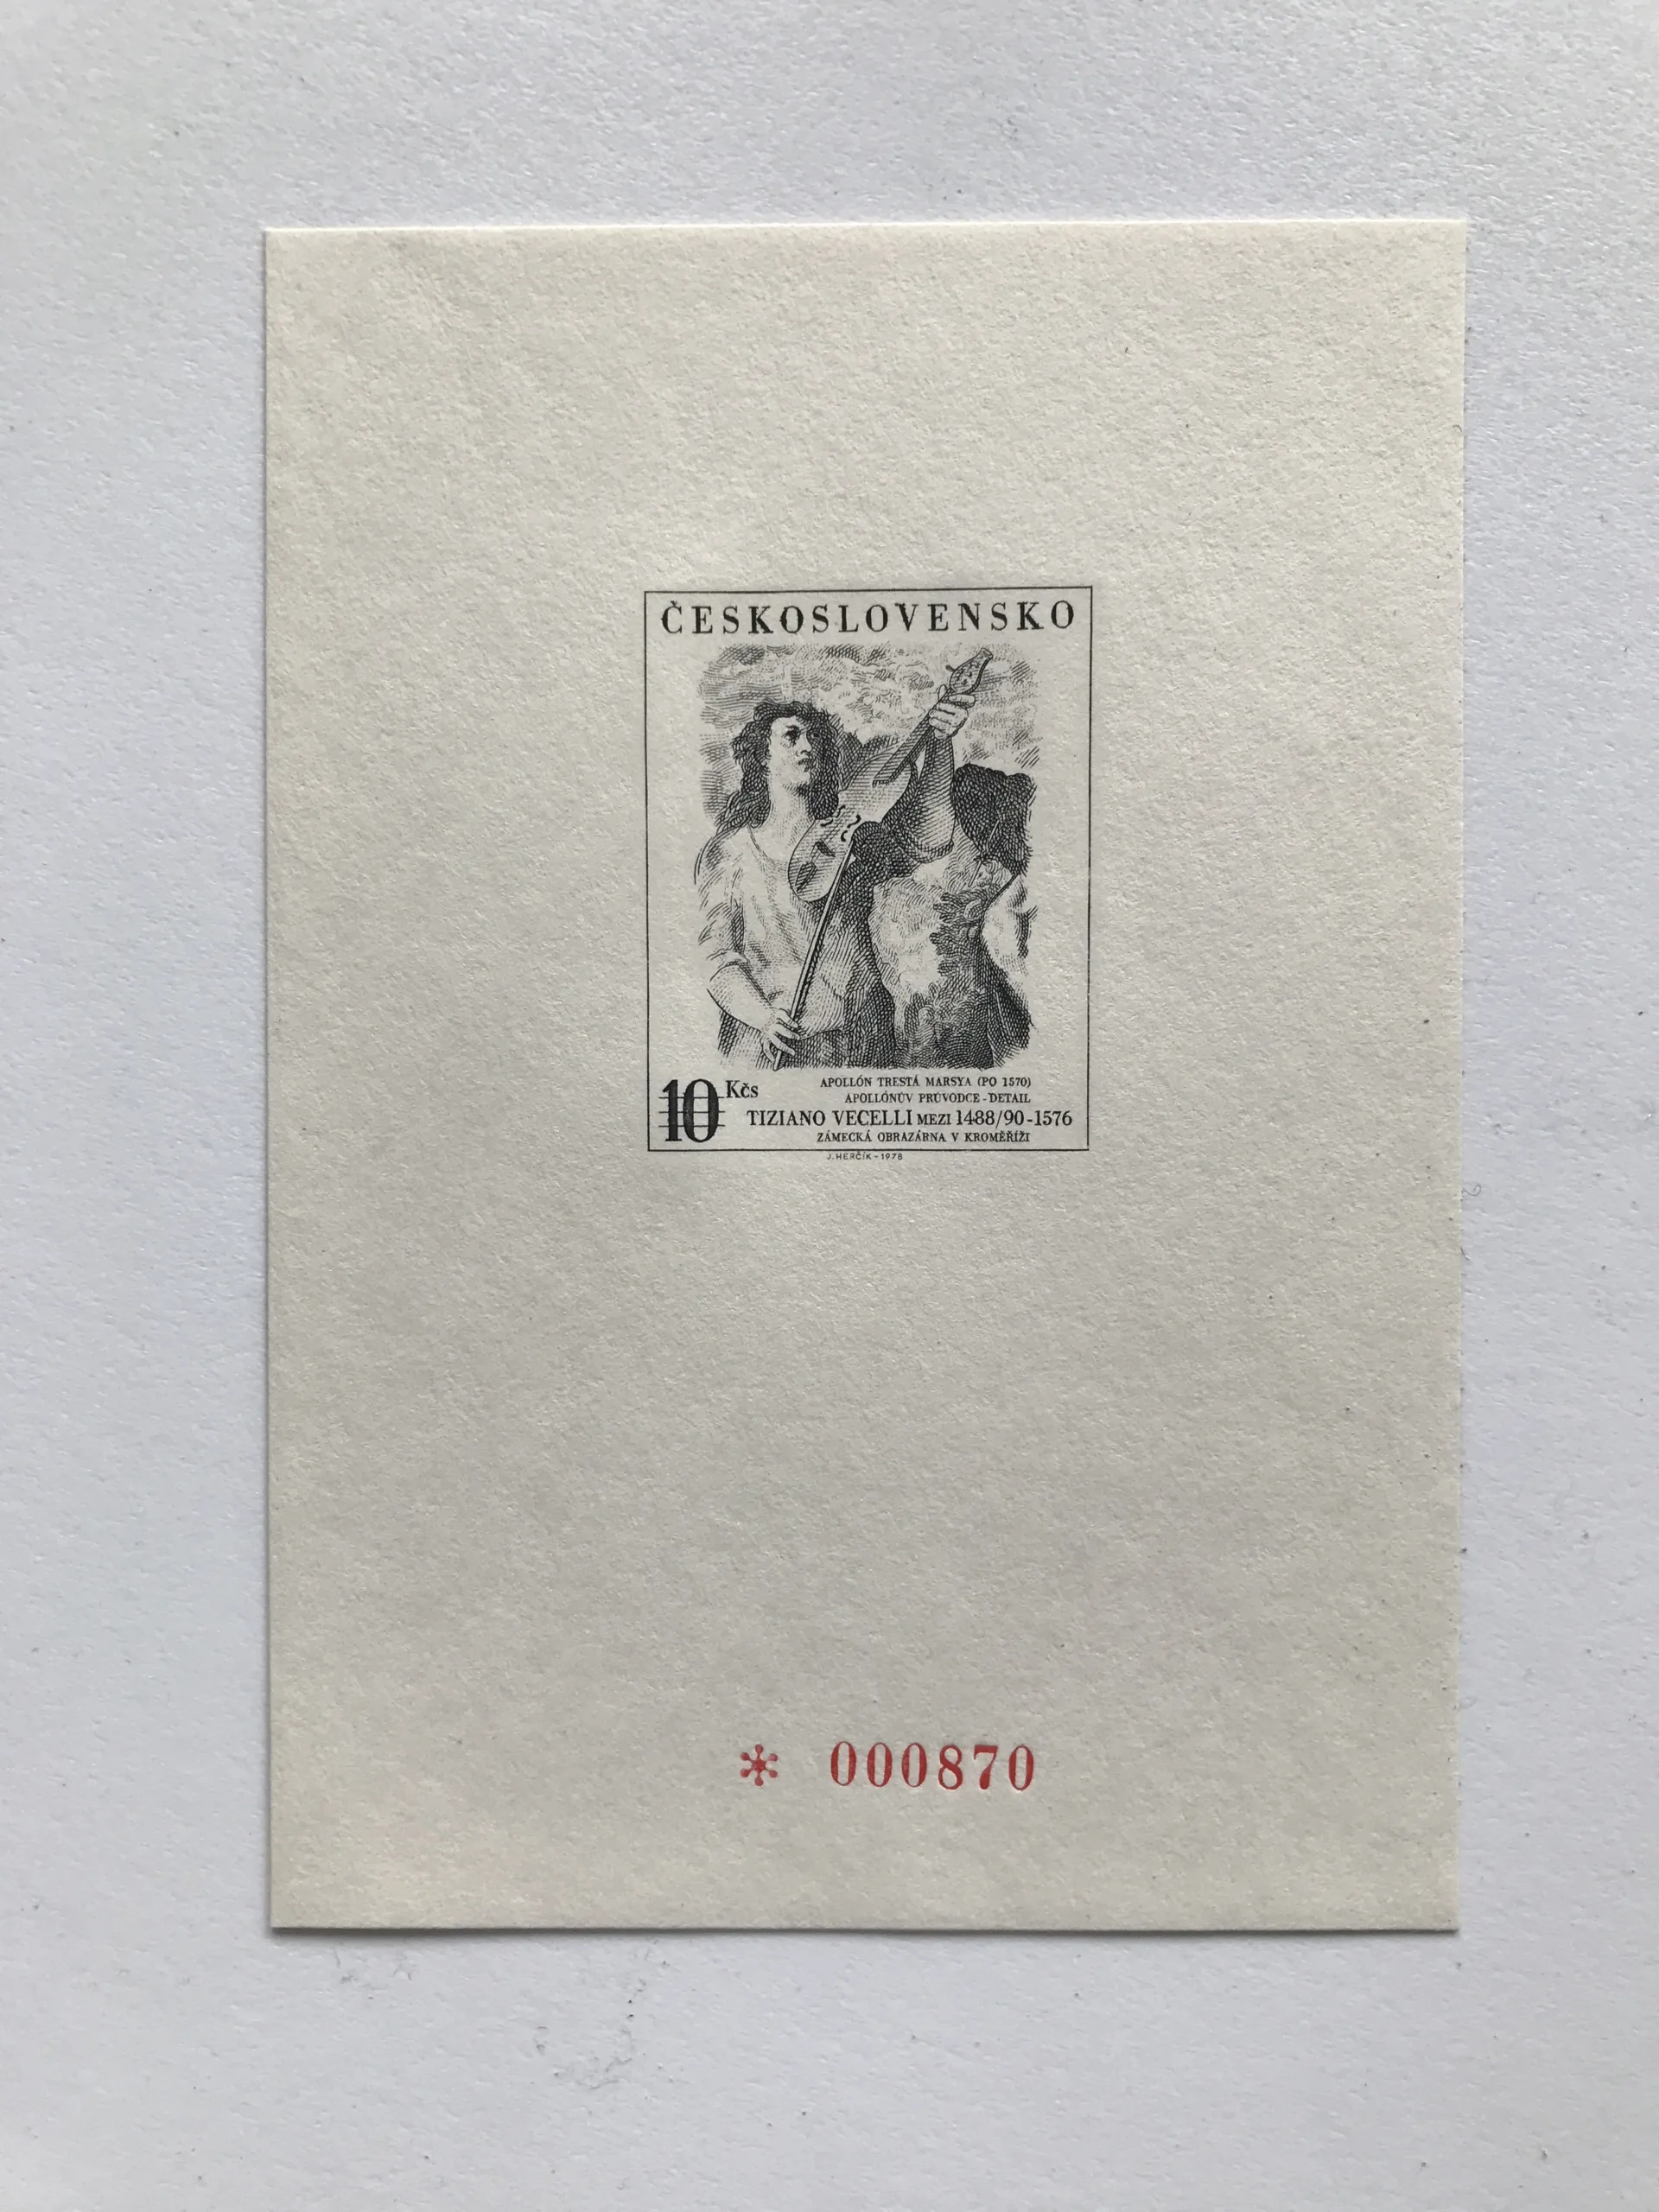 ČESKOSLOVENSKO
10 Kčs
APOLLÓN TRESTÁ MARSYA (PO 1570)
APOLLÓNŮV PRŮVODCE - DETAIL
TIZIANO VECELLI MEZI 1488/90-1576
ZÁMECKÁ OBRAZÁRNA V KROMĚŘÍŽI
J. HERČÍK - 1978
* 000870